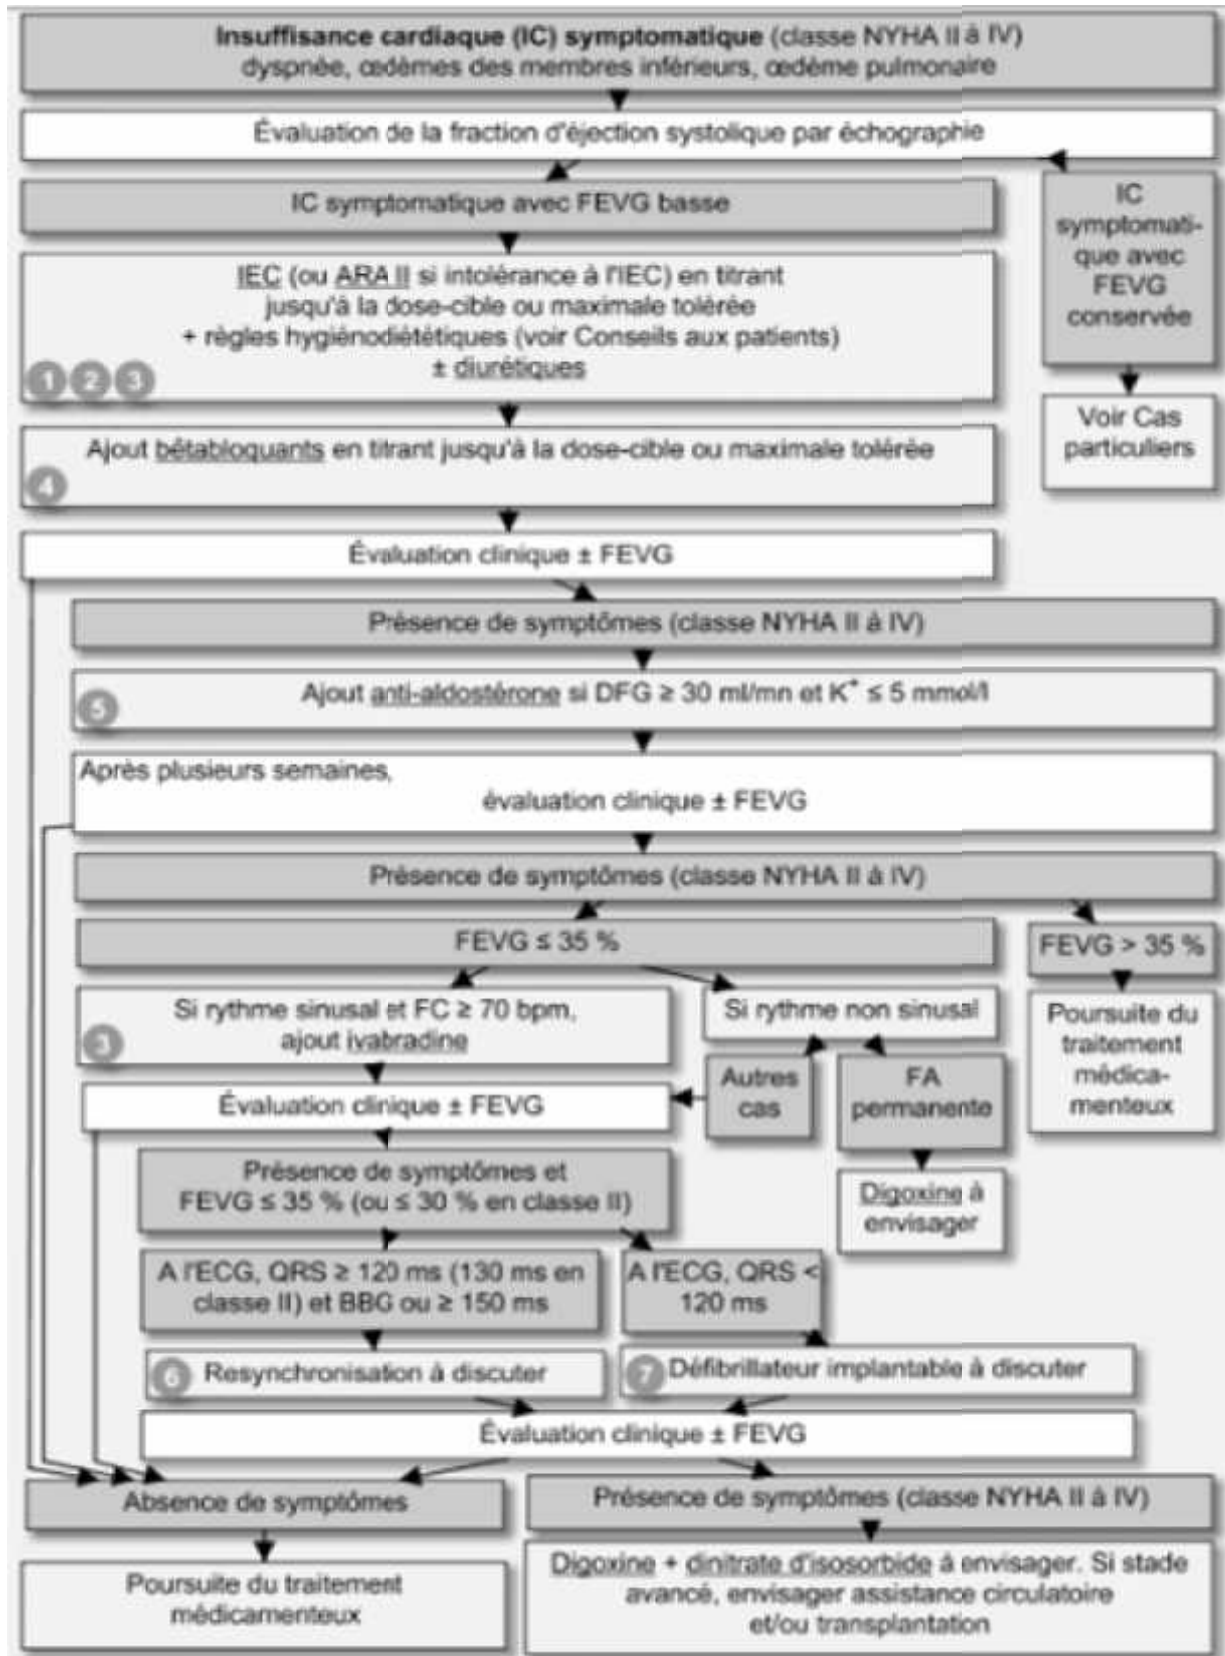 Insuffisance cardiaque (IC) symptomatique (classe NYHA II à IV)
dyspnée, œdèmes des membres inférieurs, œdème pulmonaire
Évaluation de la fraction d'éjection systolique par échographie
IC symptomatique avec FEVG basse
IC
symptomati-
que avec
FEVG
conservée
IEC (ou ARA II si intolérance à l'IEC) en titrant
jusqu'à la dose-cible ou maximale tolérée
+ règles hygiénodiététiques (voir Conseils aux patients)
± diurétiques
1 2 3
Voir Cas
particuliers
Ajout bêtabloquants en titrant jusqu'à la dose-cible ou maximale tolérée
4
Évaluation clinique ± FEVG
Présence de symptômes (classe NYHA II à IV)
Ajout anti-aldostérone si DFG ≥ 30 ml/mn et K⁺ ≤ 5 mmol/l
5
Après plusieurs semaines,
évaluation clinique ± FEVG
Présence de symptômes (classe NYHA II à IV)
FEVG ≤ 35 %
FEVG > 35 %
Si rythme sinusal et FC ≥ 70 bpm,
ajout ivabradine
3
Si rythme non sinusal
Poursuite du
traitement
médica-
menteux
Autres
cas
FA
permanente
Évaluation clinique ± FEVG
Digoxine à
envisager
Présence de symptômes et
FEVG ≤ 35 % (ou ≤ 30 % en classe II)
A l'ECG, QRS ≥ 120 ms (130 ms en
classe II) et BBG ou ≥ 150 ms
A l'ECG, QRS <
120 ms
6 Resynchronisation à discuter
7 Défibrillateur implantable à discuter
Évaluation clinique ± FEVG
Absence de symptômes
Présence de symptômes (classe NYHA II à IV)
Poursuite du traitement
médicamenteux
Digoxine + dinitrate d'isosorbide à envisager. Si stade
avancé, envisager assistance circulatoire
et/ou transplantation